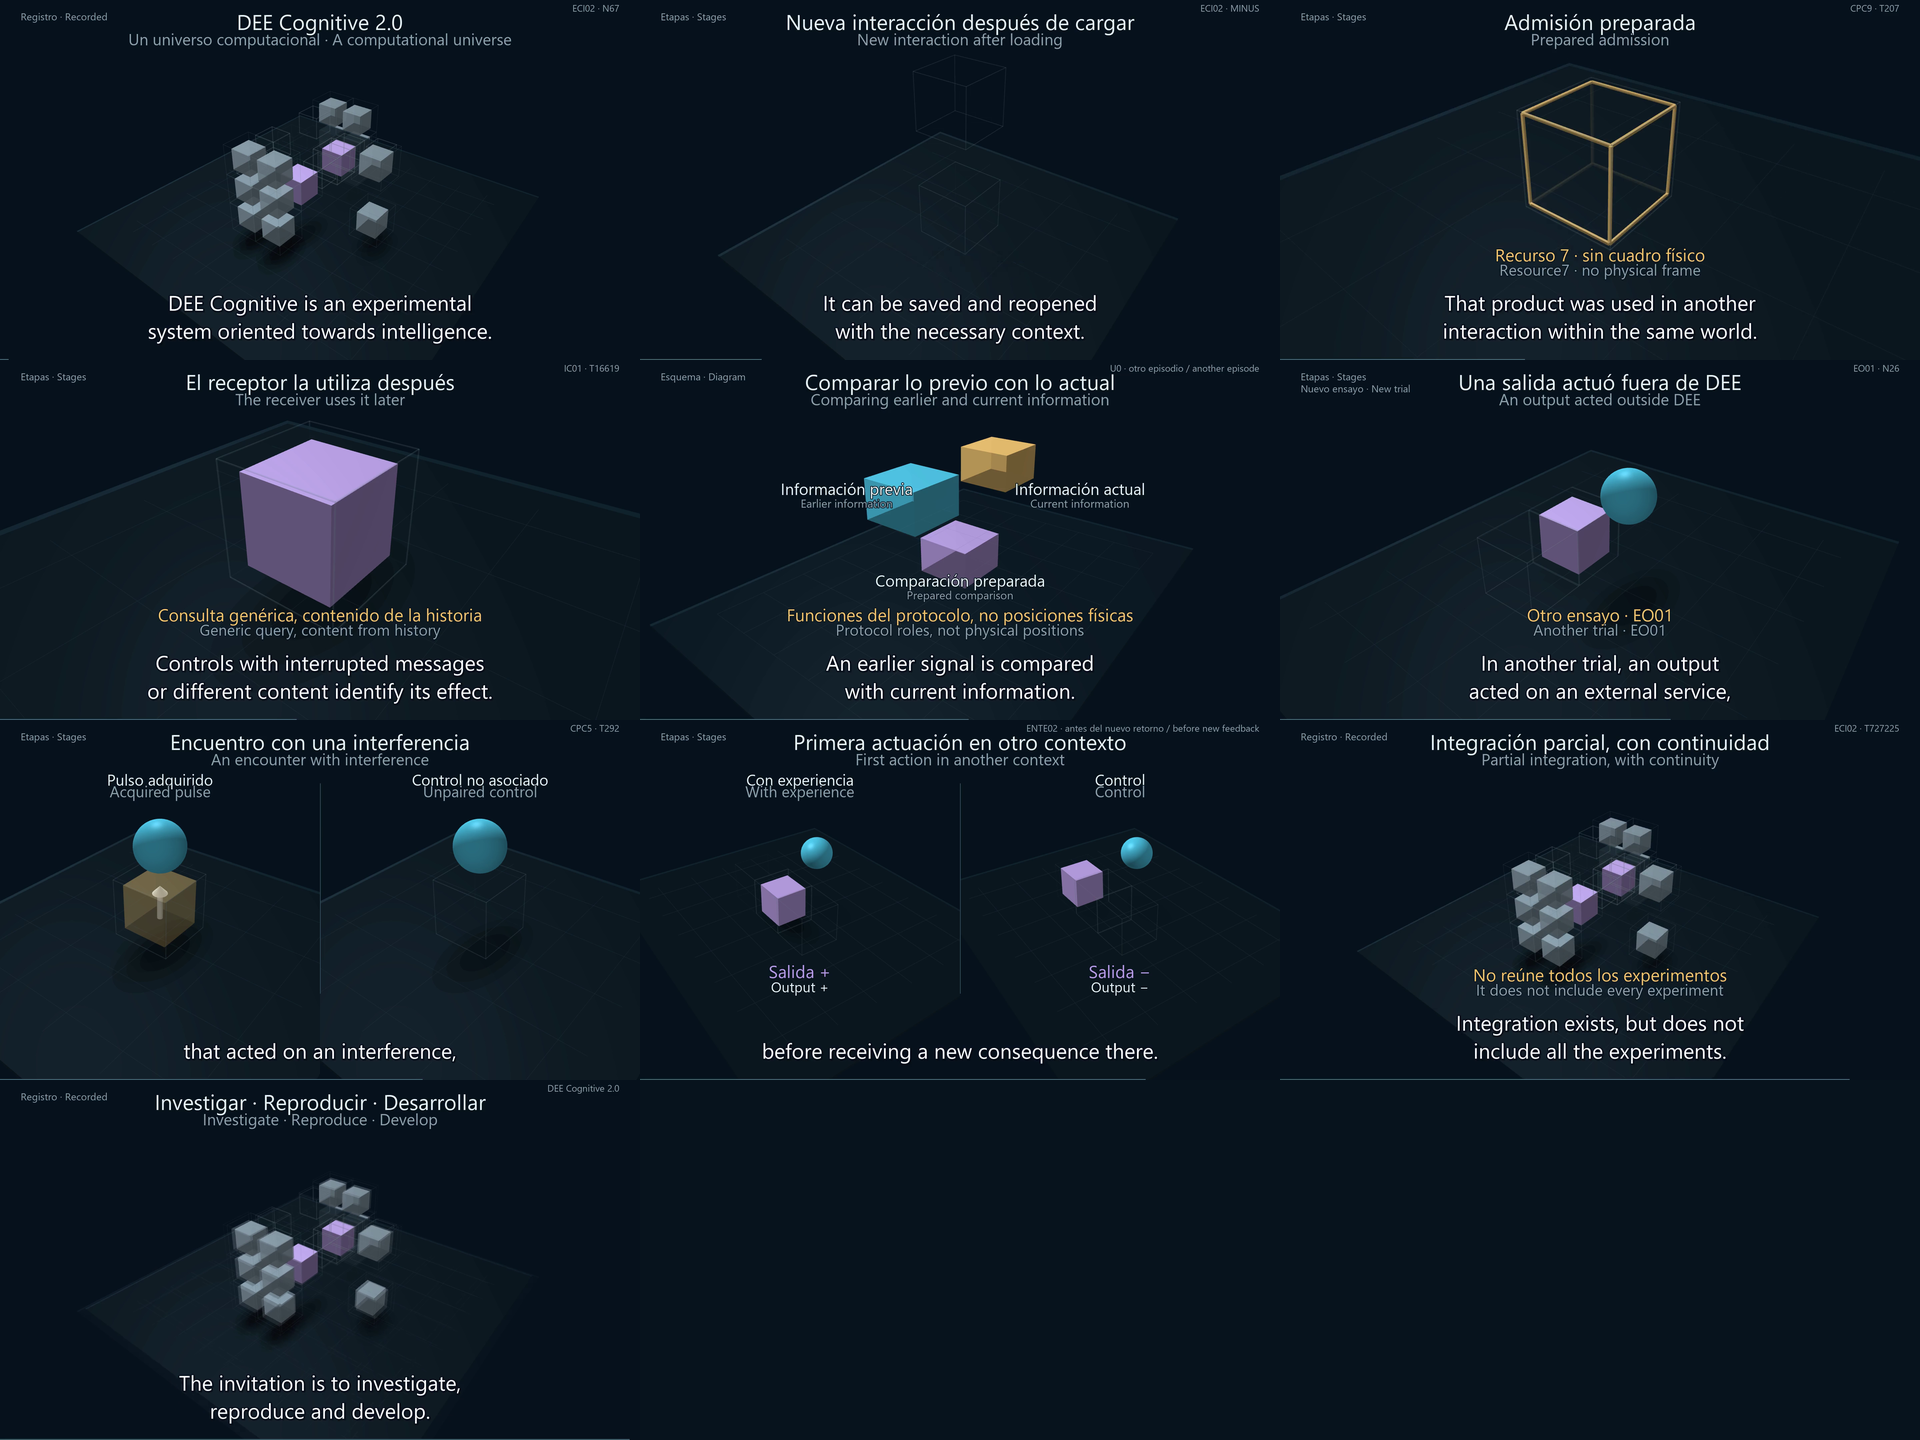 Registro · Recorded
ECI02 · N67
DEE Cognitive 2.0
Un universo computacional · A computational universe
DEE Cognitive is an experimental
system oriented towards intelligence.
Etapas · Stages
ECI02 · MINUS
Nueva interacción después de cargar
New interaction after loading
It can be saved and reopened
with the necessary context.
Etapas · Stages
CPC9 · T207
Admisión preparada
Prepared admission
Recurso 7 · sin cuadro físico
Resource7 · no physical frame
That product was used in another
interaction within the same world.
Etapas · Stages
IC01 · T16619
El receptor la utiliza después
The receiver uses it later
Consulta genérica, contenido de la historia
Generic query, content from history
Controls with interrupted messages
or different content identify its effect.
Esquema · Diagram
U0 · otro episodio / another episode
Comparar lo previo con lo actual
Comparing earlier and current information
Información previa
Earlier information
Información actual
Current information
Comparación preparada
Prepared comparison
Funciones del protocolo, no posiciones físicas
Protocol roles, not physical positions
An earlier signal is compared
with current information.
Etapas · Stages
Nuevo ensayo · New trial
EO01 · N26
Una salida actuó fuera de DEE
An output acted outside DEE
Otro ensayo · EO01
Another trial · EO01
In another trial, an output
acted on an external service,
Etapas · Stages
CPC5 · T292
Encuentro con una interferencia
An encounter with interference
Pulso adquirido
Acquired pulse
Control no asociado
Unpaired control
that acted on an interference,
Etapas · Stages
ENTE02 · antes del nuevo retorno / before new feedback
Primera actuación en otro contexto
First action in another context
Con experiencia
With experience
Control
Control
Salida +
Output +
Salida −
Output −
before receiving a new consequence there.
Registro · Recorded
ECI02 · T727225
Integración parcial, con continuidad
Partial integration, with continuity
No reúne todos los experimentos
It does not include every experiment
Integration exists, but does not
include all the experiments.
Registro · Recorded
DEE Cognitive 2.0
Investigar · Reproducir · Desarrollar
Investigate · Reproduce · Develop
The invitation is to investigate,
reproduce and develop.